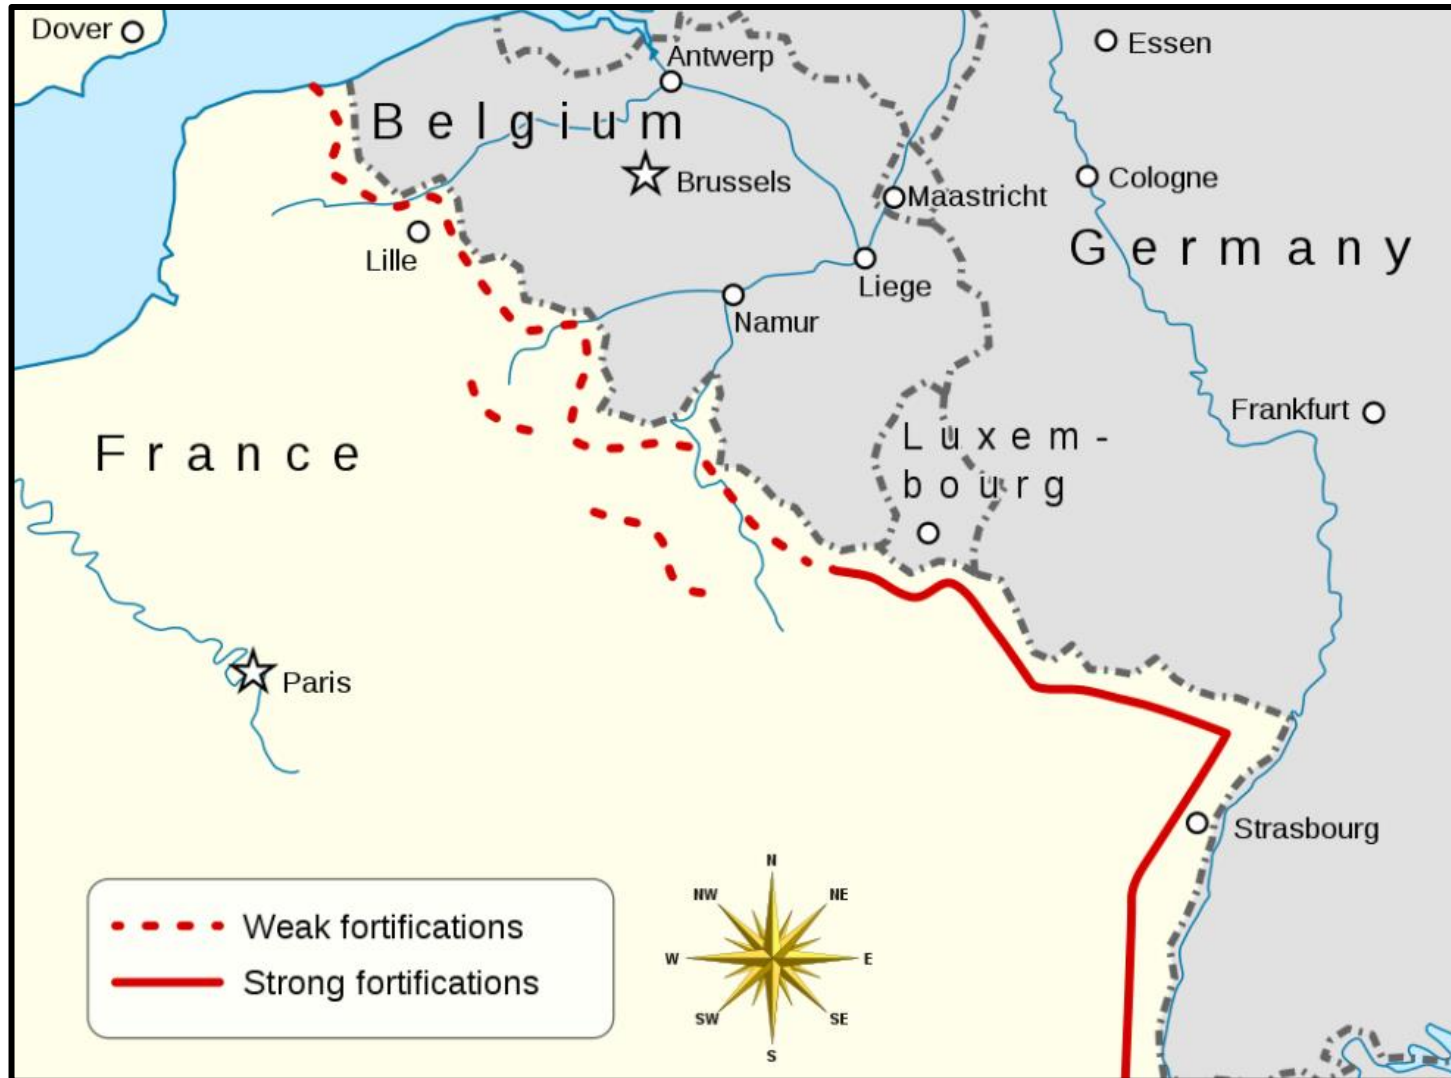 Dover
Essen
Antwerp
Belgium
Brussels
Cologne
Maastricht
Germany
Lille
Liege
Namur
Frankfurt
Luxem-
bourg
France
Paris
Strasbourg
Weak fortifications
Strong fortifications
N
NW
NE
W
E
SW
SE
S